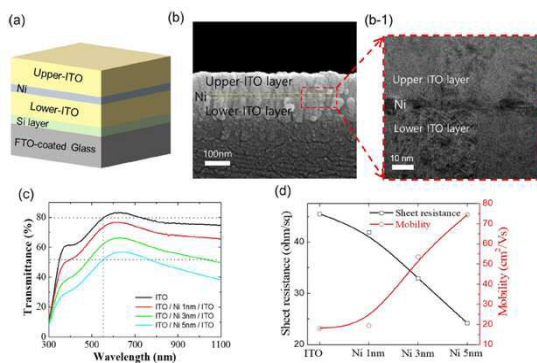 (a)
Upper-ITO
Ni
Lower-ITO
Si layer
FTO-coated Glass
(b)
Upper-ITO layer
Ni
Lower-ITO layer
100nm
(b-1)
Upper ITO layer
Ni
Lower ITO layer
10 nm
(c)
Transmittance (%)
80
60
40
20
0
300
500
700
900
1100
Wavelength (nm)
ITO
ITO / Ni 1nm / ITO
ITO / Ni 3nm / ITO
ITO / Ni 5nm / ITO
(d)
Sheet resistance (ohm/sq)
40
30
20
Sheet resistance
Mobility
ITO
Ni 1nm
Ni 3nm
Ni 5nm
75
70
60
50
40
30
20
10
Mobility (cm²/Vs)